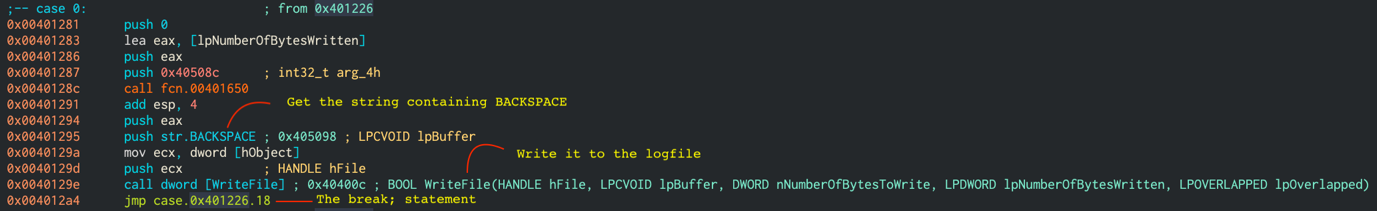 ;-- case 0: ; from 0x401226
0x00401281 push 0
0x00401283 lea eax, [lpNumberOfBytesWritten]
0x00401286 push eax
0x00401287 push 0x40508c ; int32_t arg_4h
0x0040128c call fcn.00401650
0x00401291 add esp, 4 Get the string containing BACKSPACE
0x00401294 push eax
0x00401295 push str.BACKSPACE ; 0x405098 ; LPCVOID lpBuffer
0x0040129a mov ecx, dword [hObject] Write it to the logfile
0x0040129d push ecx ; HANDLE hFile
0x0040129e call dword [WriteFile] ; 0x40400c ; BOOL WriteFile(HANDLE hFile, LPCVOID lpBuffer, DWORD nNumberOfBytesToWrite, LPDWORD lpNumberOfBytesWritten, LPOVERLAPPED lpOverlapped)
0x004012a4 jmp case.0x401226.18 The break; statement